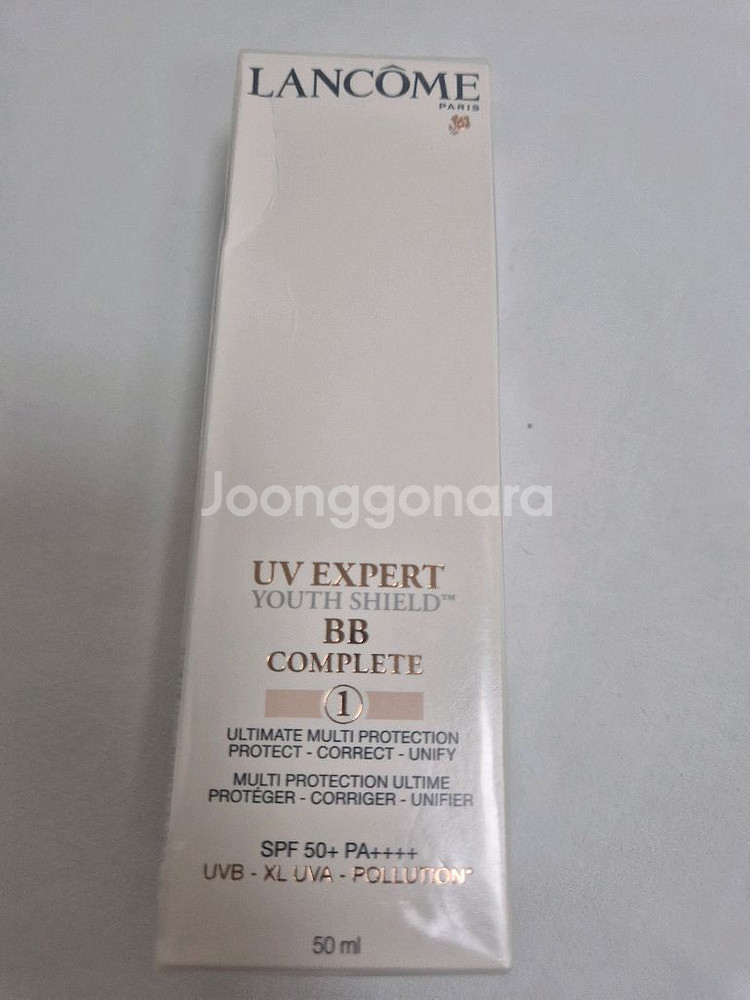 LANCÔME
PARIS
Joonggonara
UV EXPERT
YOUTH SHIELD™
BB
COMPLETE
1
ULTIMATE MULTI PROTECTION
PROTECT - CORRECT - UNIFY
MULTI PROTECTION ULTIME
PROTÉGER - CORRIGER - UNIFIER
SPF 50+ PA++++
UVB - XL UVA - POLLUTION*
50 ml